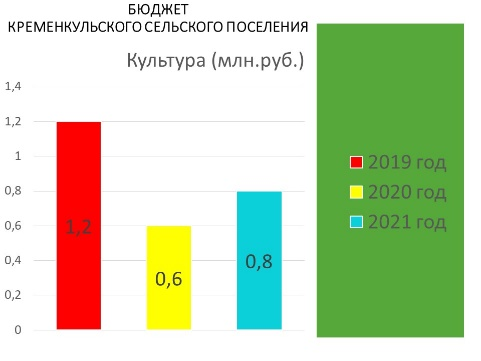 БЮДЖЕТ
КРЕМЕНКУЛЬСКОГО СЕЛЬСКОГО ПОСЕЛЕНИЯ
Культура (млн.руб.)
1,4
1,2
1
0,8
0,6
0,4
0,2
0
1,2
0,6
0,8
2019 год
2020 год
2021 год